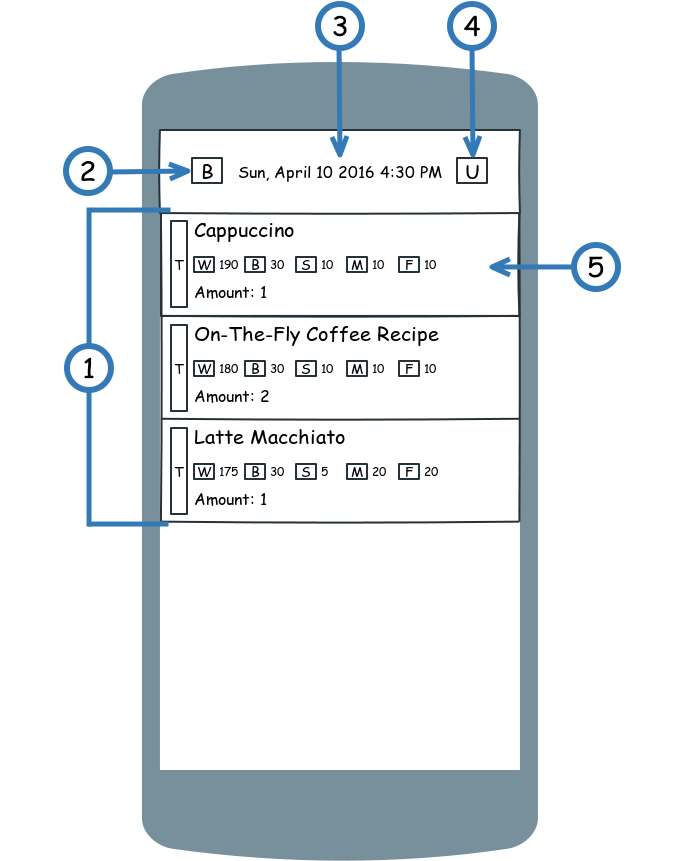 3
4
2
B Sun, April 10 2016 4:30 PM U
Cappuccino
T W 190 B 30 S 10 M 10 F 10
5
Amount: 1
On-The-Fly Coffee Recipe
1
T W 180 B 30 S 10 M 10 F 10
Amount: 2
Latte Macchiato
T W 175 B 30 S 5 M 20 F 20
Amount: 1